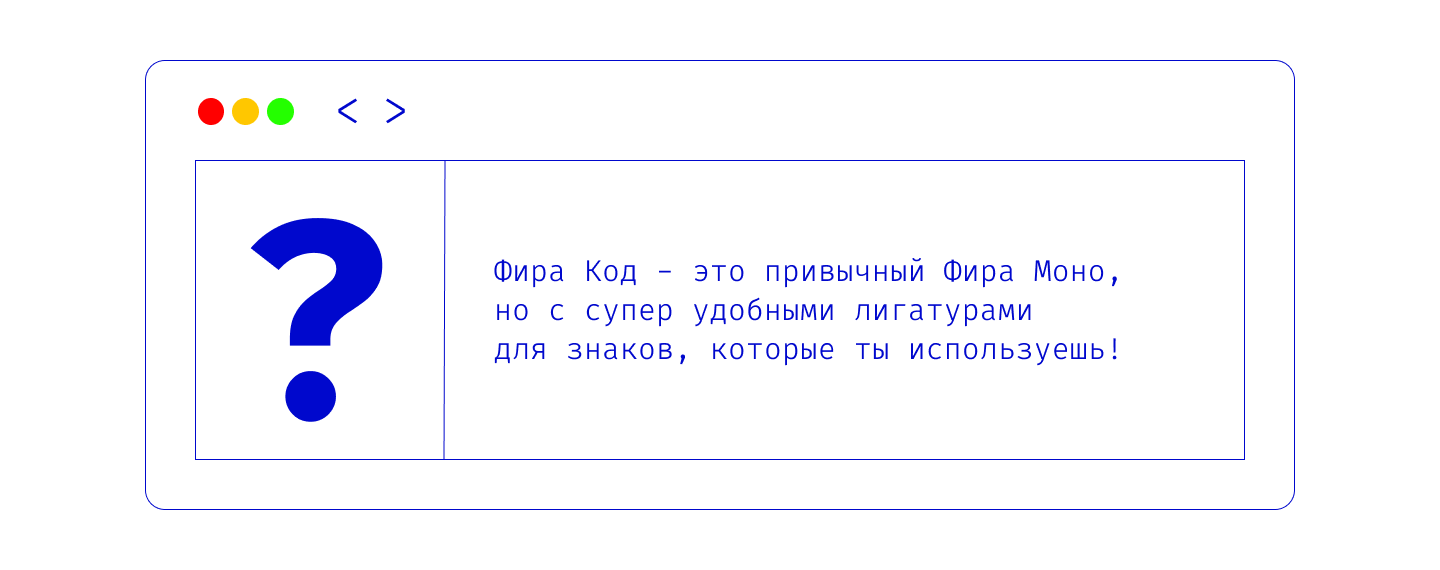 < >
?
Фира Код – это привычный Фира Моно,
но с супер удобными лигатурами
для знаков, которые ты используешь!